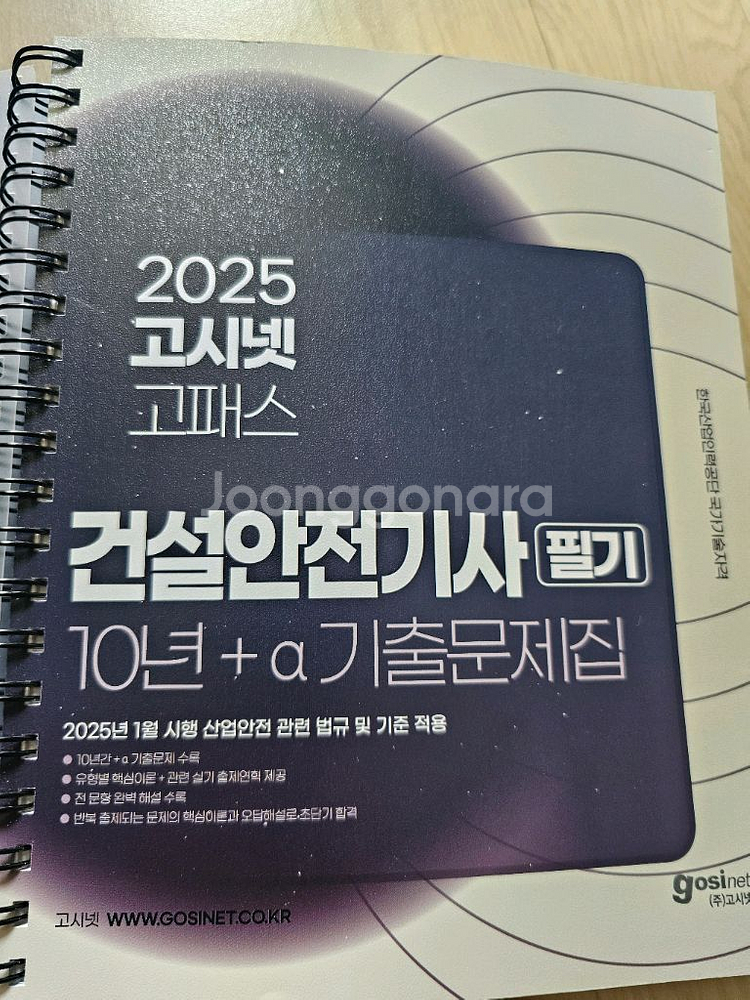 2025
고시넷
고패스
Joonggonara
건설안전기사 필기
10년 + α 기출문제집
2025년 1월 시행 산업안전 관련 법규 및 기준 적용
● 10년간 + α 기출문제 수록
● 유형별 핵심이론 + 관련 실기 출제연혁 제공
● 전 문항 완벽 해설 수록
● 반복 출제되는 문제의 핵심이론과 오답해설로 초단기 합격
한국산업인력공단 국가기술자격
gosinet
(주)고시넷
고시넷 WWW.GOSINET.CO.KR